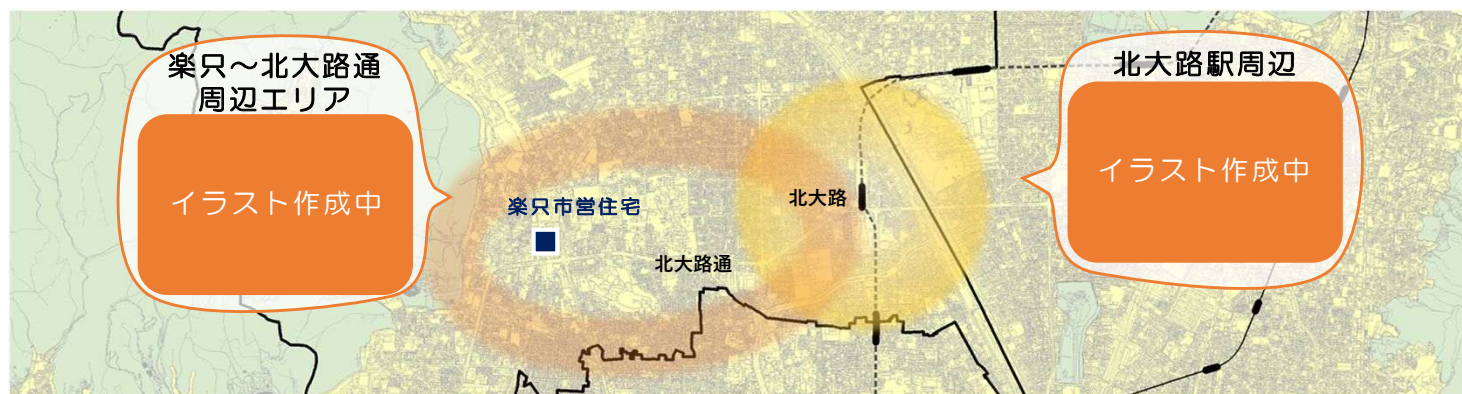 楽只～北大路通
周辺エリア
イラスト作成中
北大路駅周辺
イラスト作成中
北大路
楽只市営住宅
北大路通